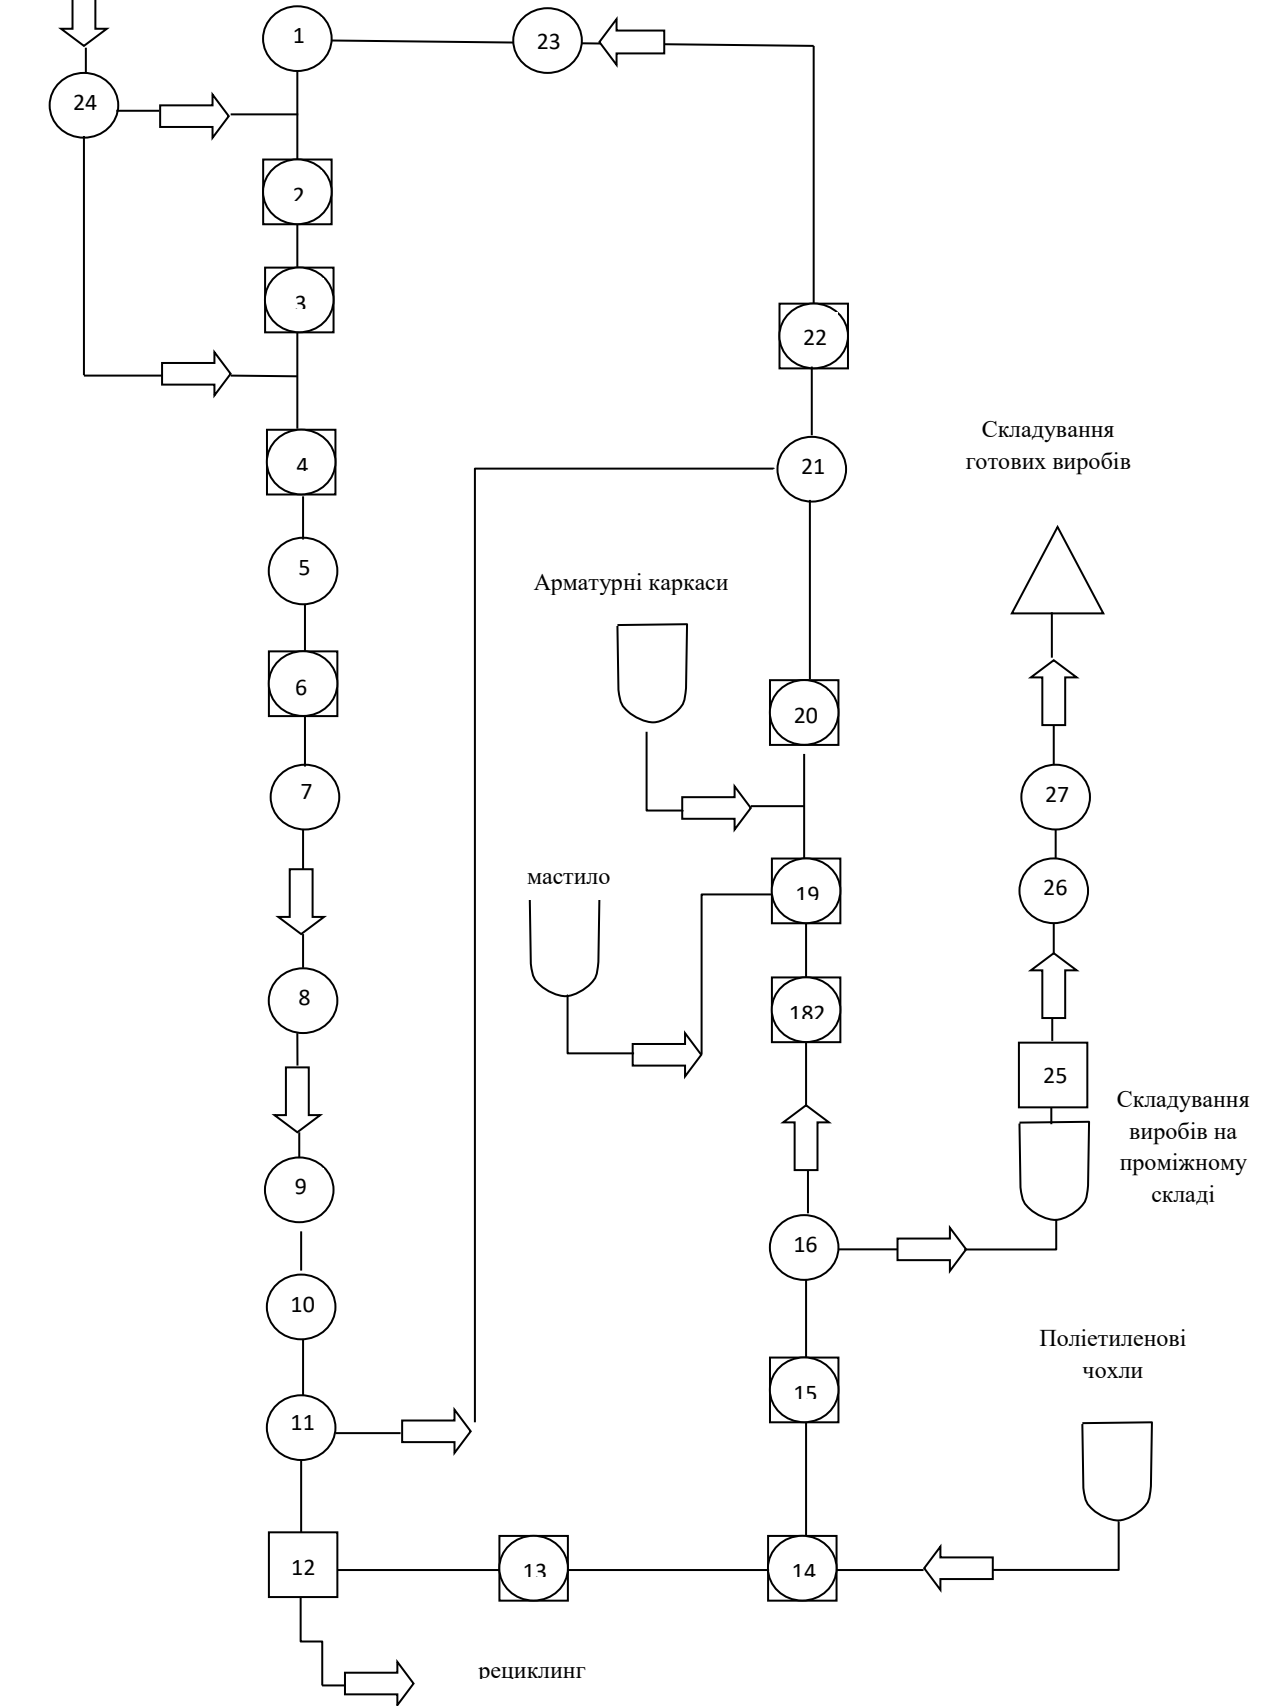 1
23
24
2
3
22
4
Складування
готових виробів
21
5
Арматурні каркаси
6
20
7
27
мастило
19
26
8
182
25
Складування
виробів на
проміжному
складі
9
16
10
Поліетиленові
чохли
15
11
12
13
14
рециклинг